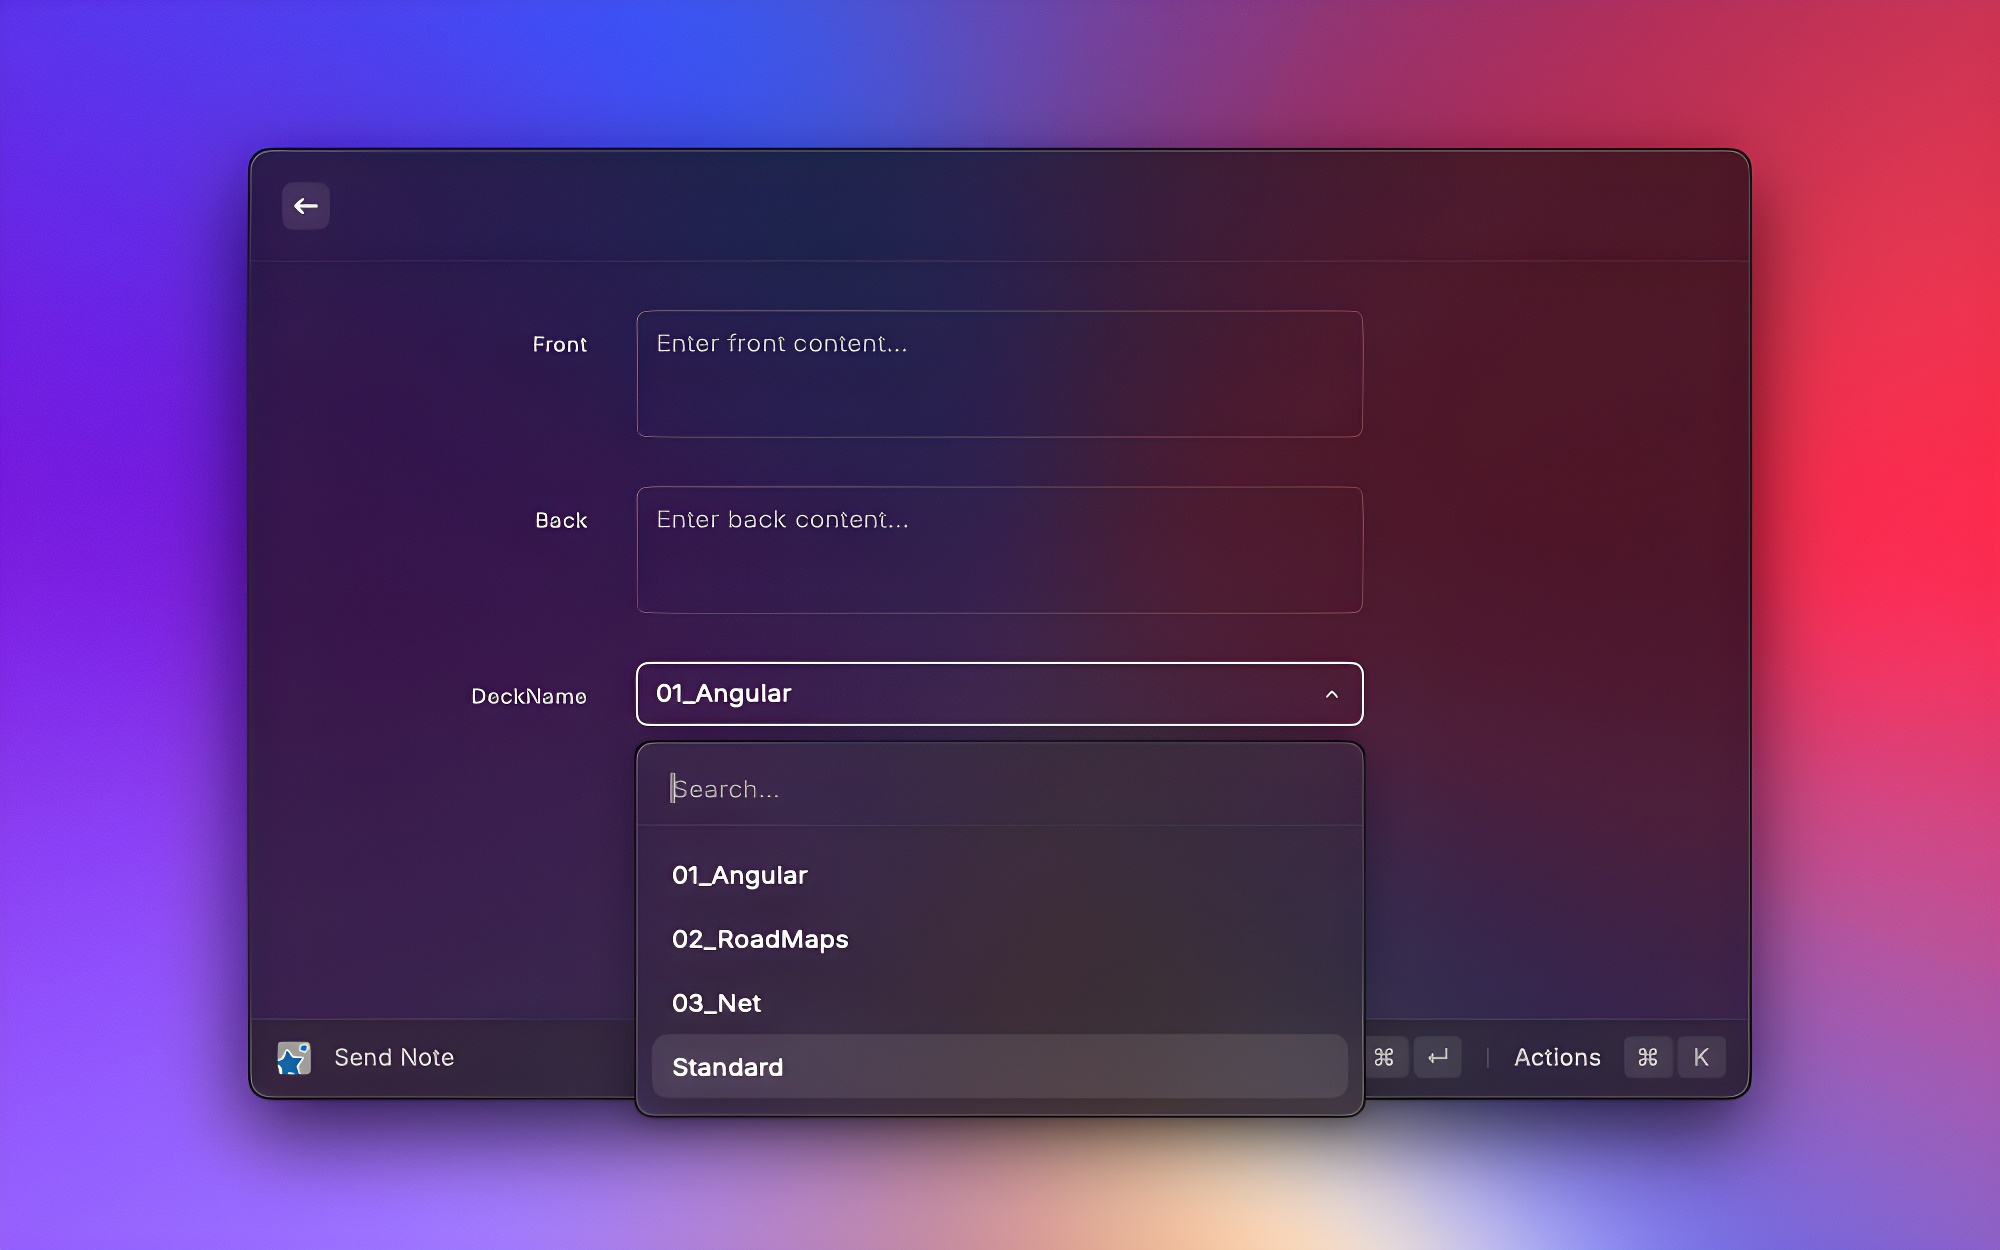 Front
Enter front content...
Back
Enter back content...
DeckName
01_Angular
Search...
01_Angular
02_RoadMaps
03_Net
Standard
Send Note
⌘ ↵ | Actions ⌘ K